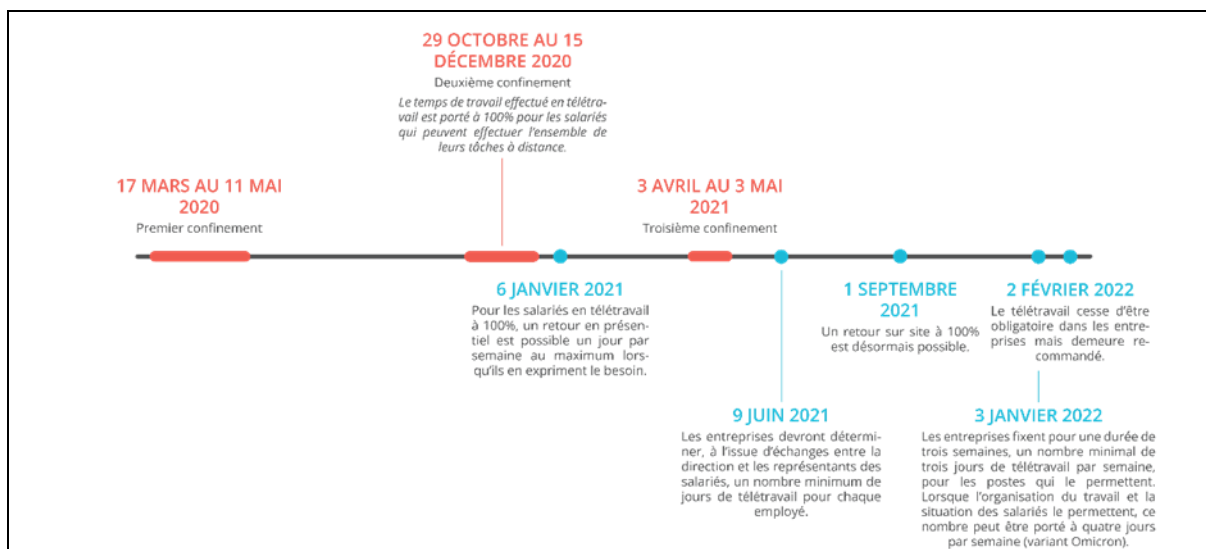 29 OCTOBRE AU 15
DÉCEMBRE 2020
Deuxième confinement
Le temps de travail effectué en télétra-
vail est porté à 100% pour les salariés
qui peuvent effectuer l'ensemble de
leurs tâches à distance.
17 MARS AU 11 MAI
2020
Premier confinement
3 AVRIL AU 3 MAI
2021
Troisième confinement
6 JANVIER 2021
Pour les salariés en télétravail
à 100%, un retour en présen-
tiel est possible un jour par
semaine au maximum lors-
qu'ils en expriment le besoin.
1 SEPTEMBRE
2021
Un retour sur site à 100%
est désormais possible.
2 FÉVRIER 2022
Le télétravail cesse d'être
obligatoire dans les entre-
prises mais demeure re-
commandé.
9 JUIN 2021
Les entreprises devront détermi-
ner, à l'issue d'échanges entre la
direction et les représentants des
salariés, un nombre minimum de
jours de télétravail pour chaque
employé.
3 JANVIER 2022
Les entreprises fixent pour une durée de
trois semaines, un nombre minimal de
trois jours de télétravail par semaine,
pour les postes qui le permettent.
Lorsque l'organisation du travail et la
situation des salariés le permettent, ce
nombre peut être porté à quatre jours
par semaine (variant Omicron).